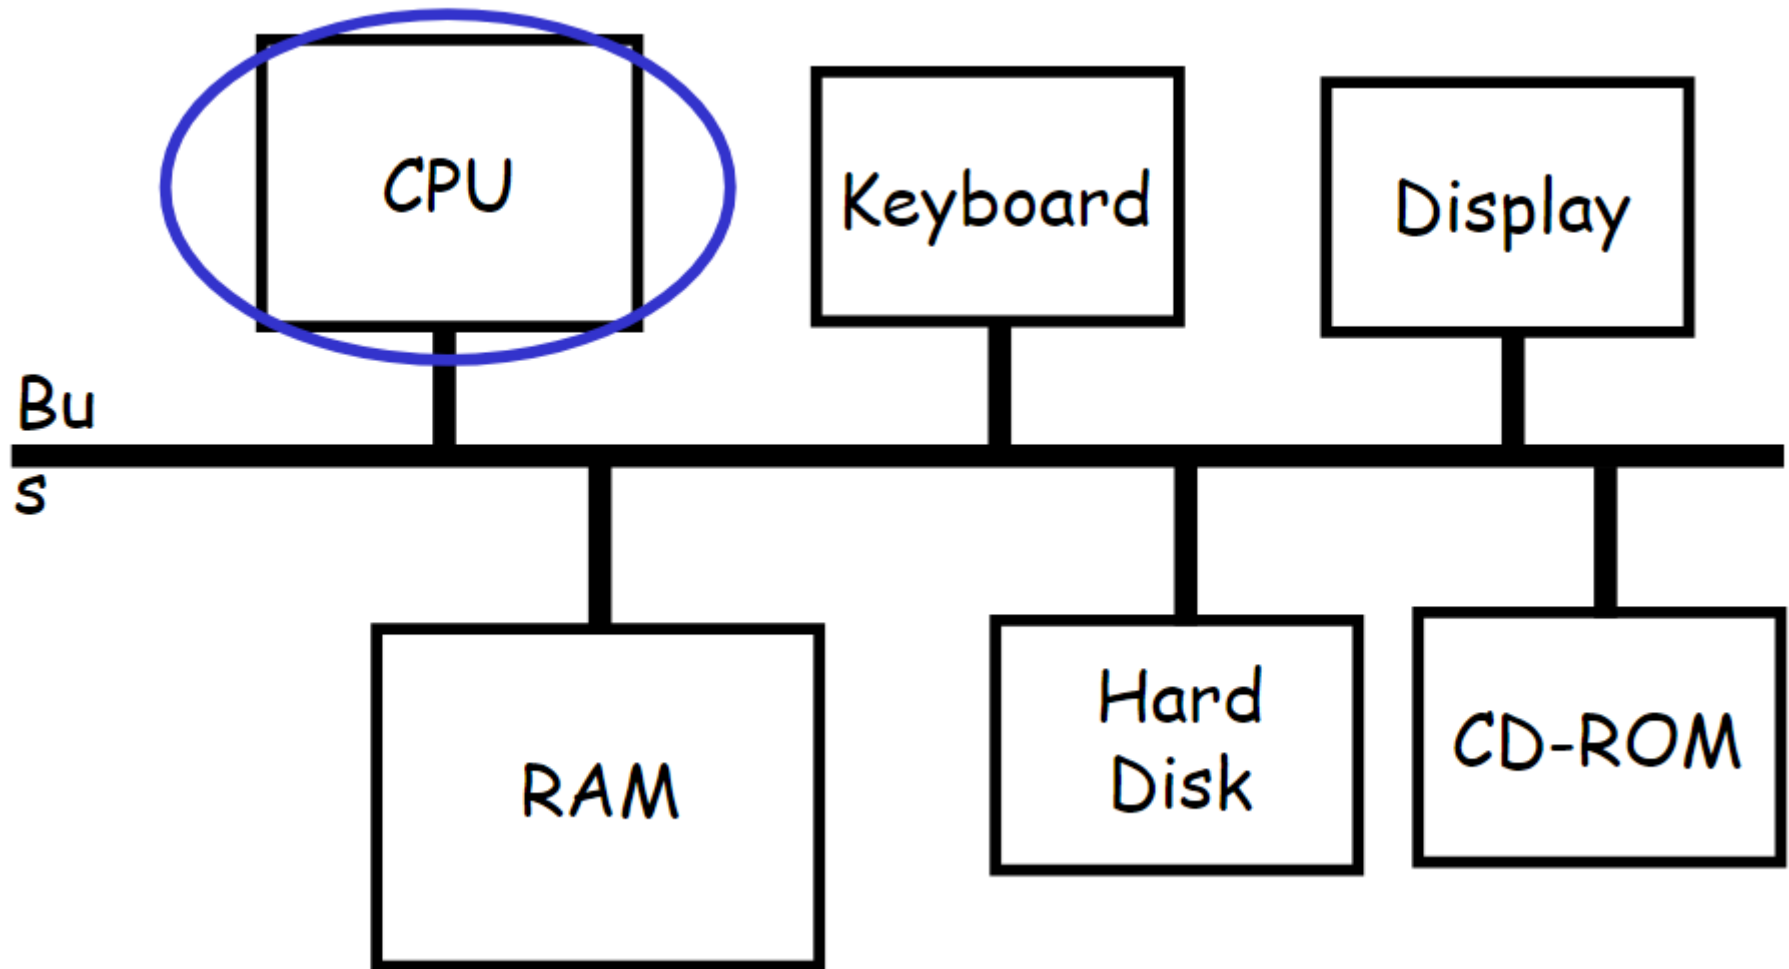 CPU
Keyboard
Display
Bu
s
RAM
Hard
Disk
CD-ROM